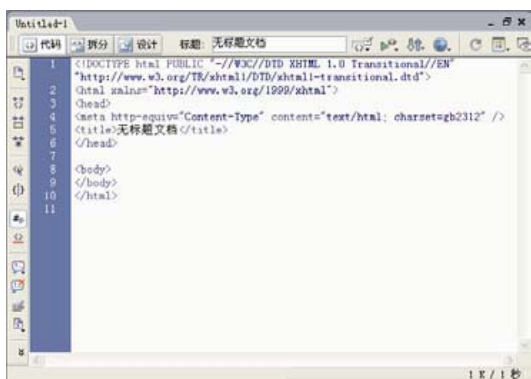 Untitled-1
代码 拆分 设计 标题: 无标题文档
1 <!DOCTYPE html PUBLIC "-//W3C//DTD XHTML 1.0 Transitional//EN"
"http://www.w3.org/TR/xhtml1/DTD/xhtml1-transitional.dtd">
2 <html xmlns="http://www.w3.org/1999/xhtml">
3 <head>
4 <meta http-equiv="Content-Type" content="text/html; charset=gb2312" />
5 <title>无标题文档</title>
6 </head>
7
8 <body>
9 </body>
10 </html>
11
1 K / 1 秒